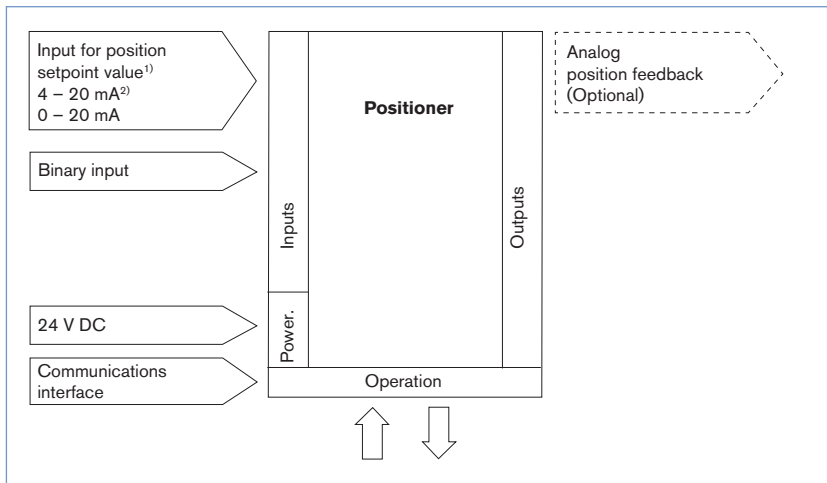 Input for position
setpoint value1)
4 – 20 mA2)
0 – 20 mA
Binary input
24 V DC
Communications
interface
Inputs
Power.
Positioner
Operation
Outputs
Analog
position feedback
(Optional)